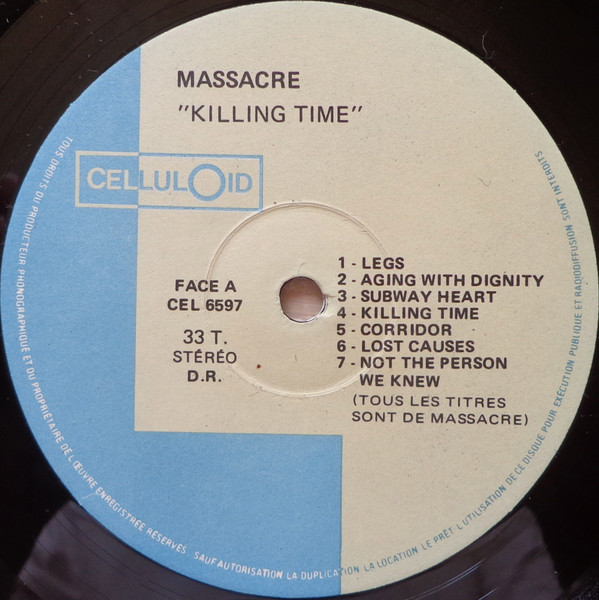 MASSACRE
"KILLING TIME"
CELLULOID
FACE A
CEL 6597
33 T.
STÉRÉO
D.R.
1 - LEGS
2 - AGING WITH DIGNITY
3 - SUBWAY HEART
4 - KILLING TIME
5 - CORRIDOR
6 - LOST CAUSES
7 - NOT THE PERSON
WE KNEW
(TOUS LES TITRES
SONT DE MASSACRE)
TOUS DROITS DU PRODUCTEUR PHONOGRAPHIQUE ET DU PROPRIÉTAIRE DE L'ŒUVRE ENREGISTRÉE RÉSERVÉS. SAUF AUTORISATION LA DUPLICATION LA LOCATION LE PRÊT L'UTILISATION DE CE DISQUE POUR EXÉCUTION PUBLIQUE ET RADIODIFFUSION SONT INTERDITS